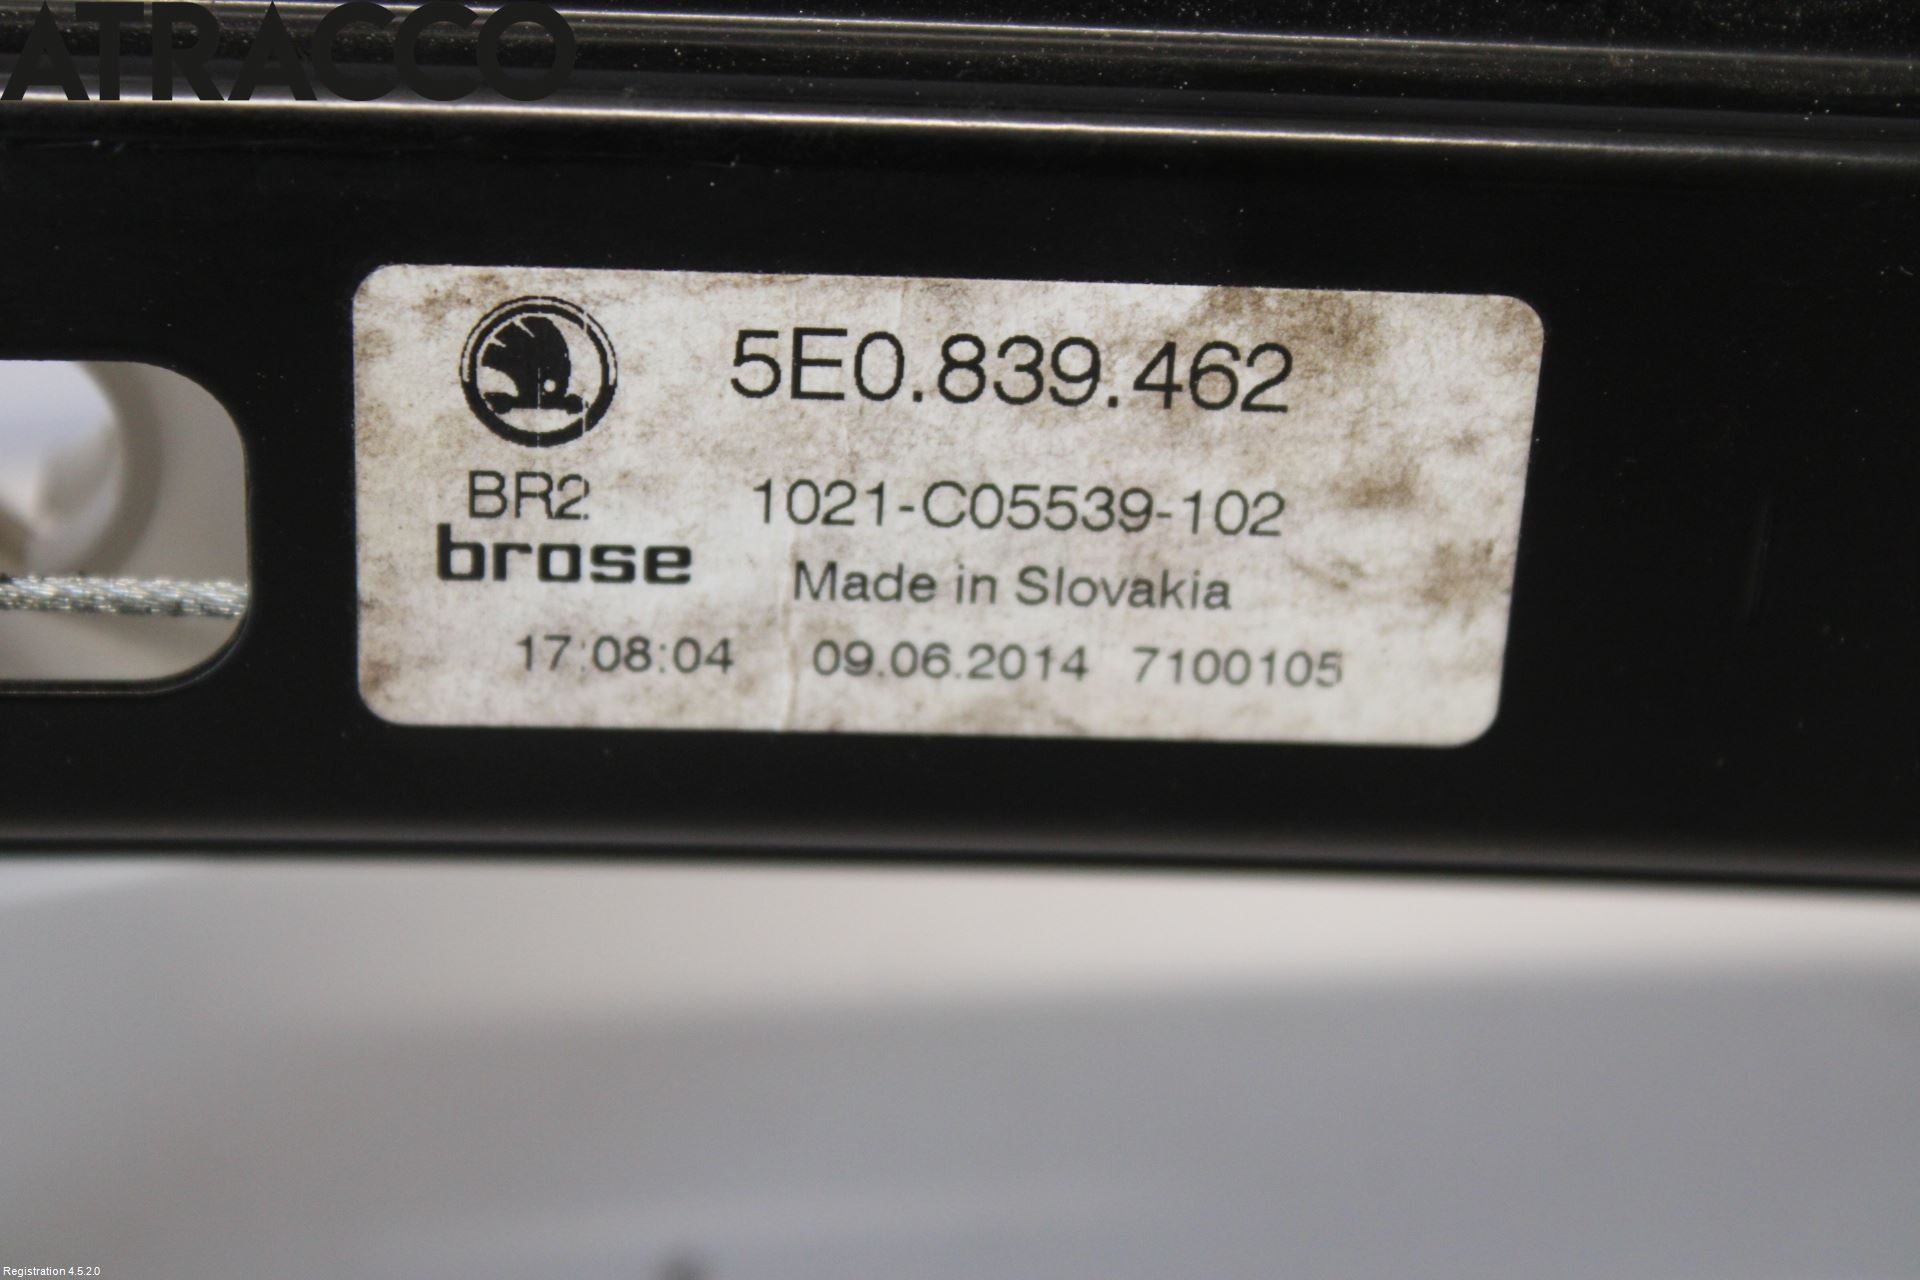 ATRACCO
5E0.839.462
BR2 1021-C05539-102
brose
Made in Slovakia
17:08:04 09.06.2014 7100105
Registration 4.5.2.0